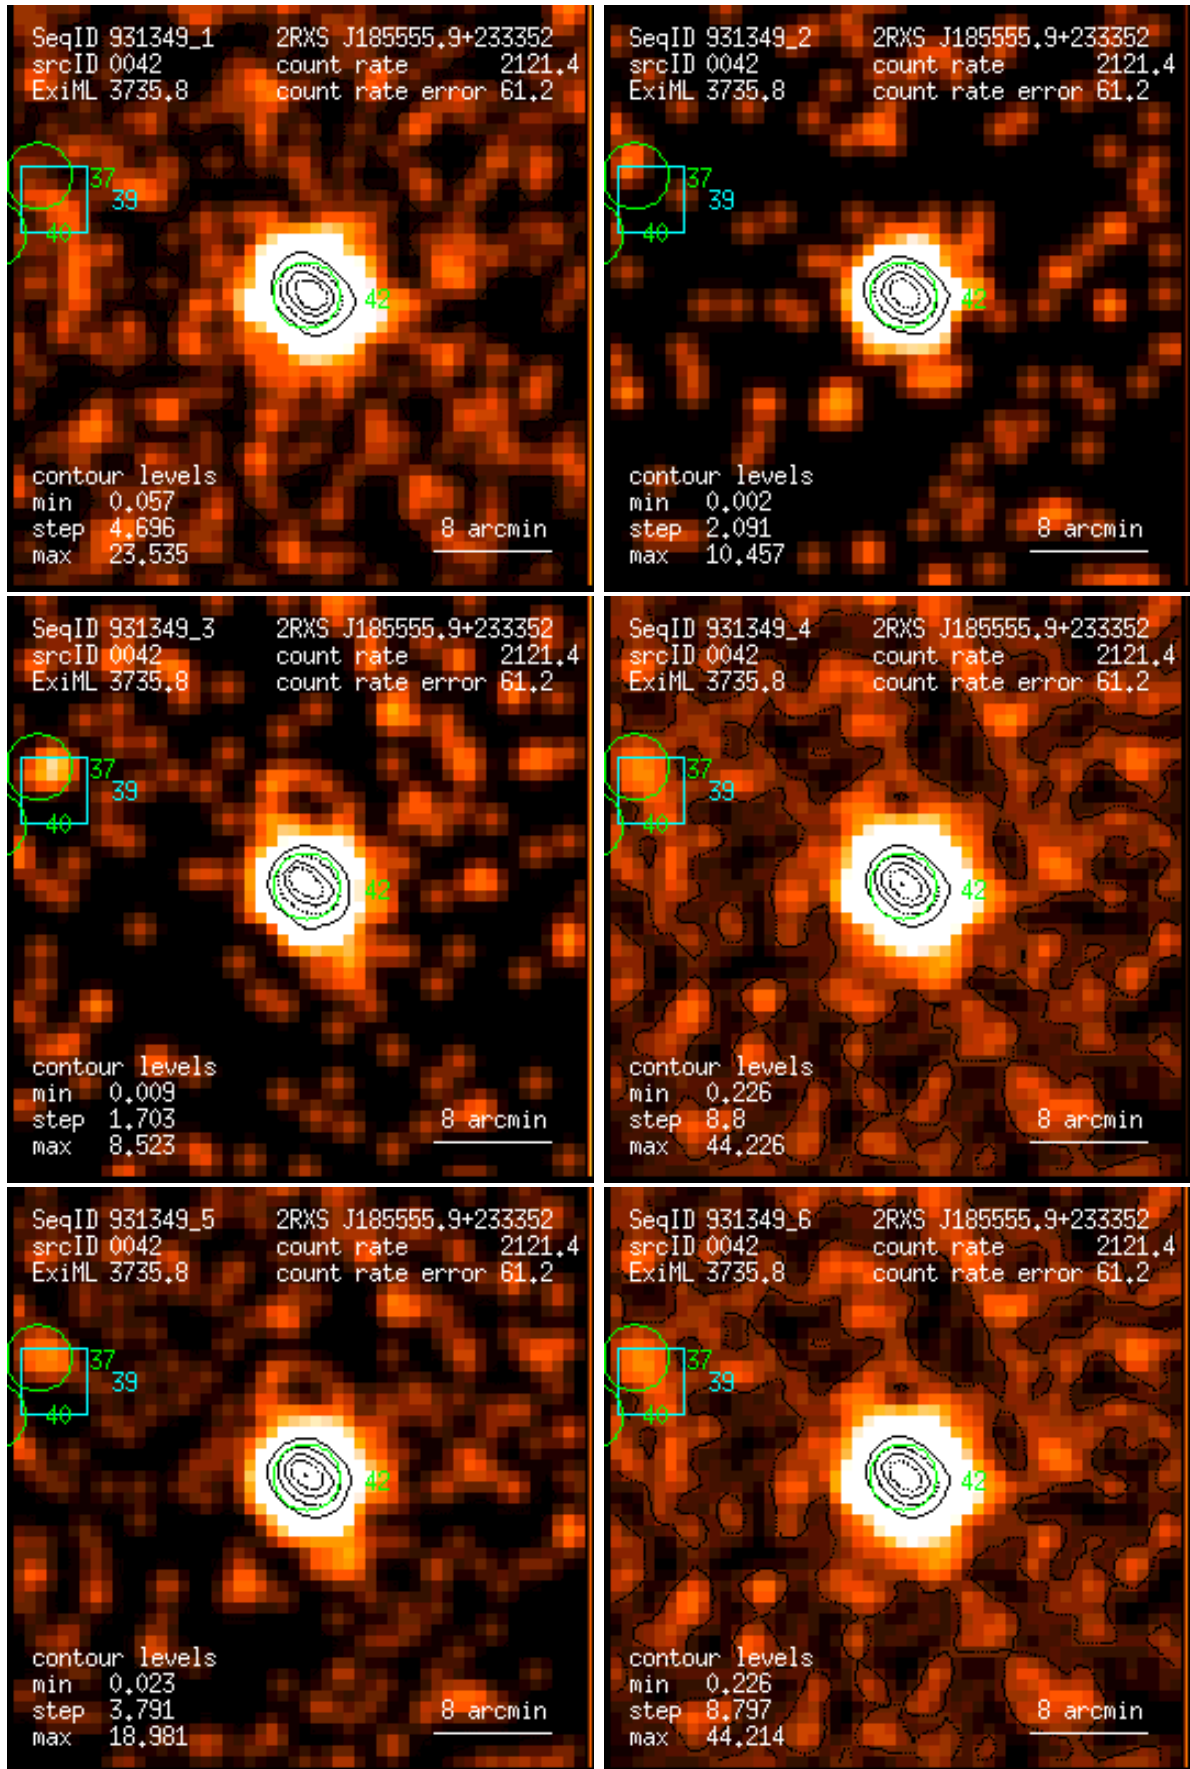 SeqID 931349_1 2RXS J185555.9+233352
srcID 0042 count rate 2121.4
ExiML 3735.8 count rate error 61.2
37
39
40
42
contour levels
min 0.057
step 4.696 8 arcmin
max 23.535
SeqID 931349_2 2RXS J185555.9+233352
srcID 0042 count rate 2121.4
ExiML 3735.8 count rate error 61.2
37
39
40
42
contour levels
min 0.002
step 2.091 8 arcmin
max 10.457
SeqID 931349_3 2RXS J185555.9+233352
srcID 0042 count rate 2121.4
ExiML 3735.8 count rate error 61.2
37
39
40
42
contour levels
min 0.009
step 1.703 8 arcmin
max 8.523
SeqID 931349_4 2RXS J185555.9+233352
srcID 0042 count rate 2121.4
ExiML 3735.8 count rate error 61.2
37
39
40
42
contour levels
min 0.226
step 8.8 8 arcmin
max 44.226
SeqID 931349_5 2RXS J185555.9+233352
srcID 0042 count rate 2121.4
ExiML 3735.8 count rate error 61.2
37
39
40
42
contour levels
min 0.023
step 3.791 8 arcmin
max 18.981
SeqID 931349_6 2RXS J185555.9+233352
srcID 0042 count rate 2121.4
ExiML 3735.8 count rate error 61.2
37
39
40
42
contour levels
min 0.226
step 8.797 8 arcmin
max 44.214